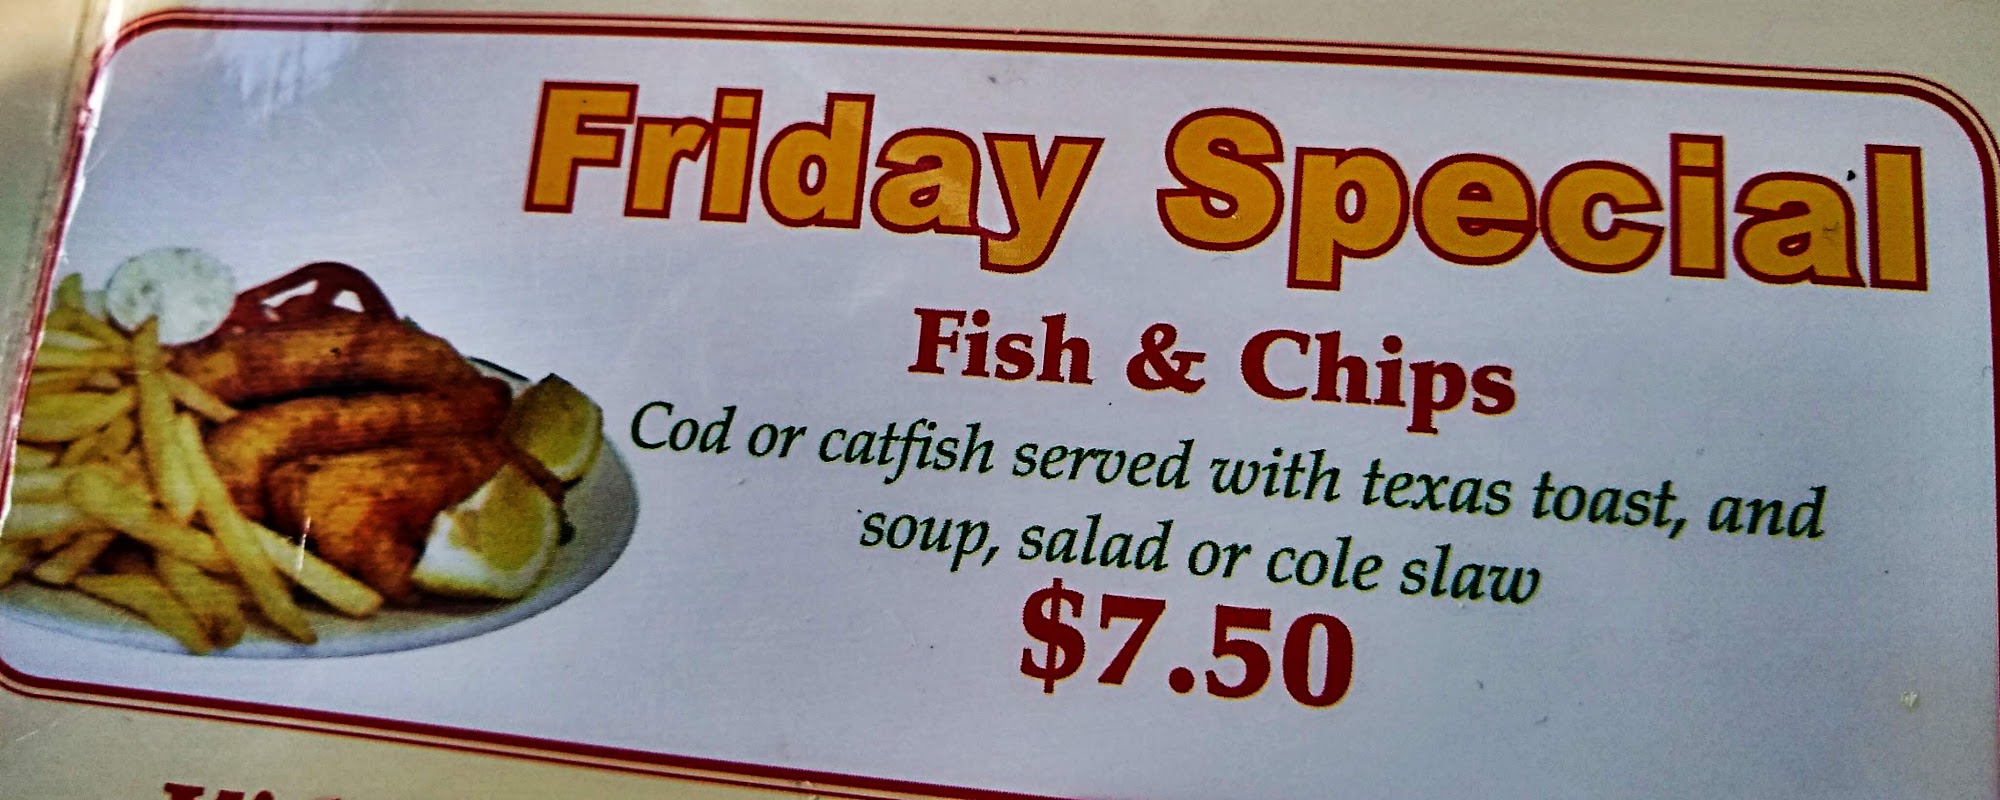 Friday Special
Fish & Chips
Cod or catfish served with texas toast, and
soup, salad or cole slaw
$7.50